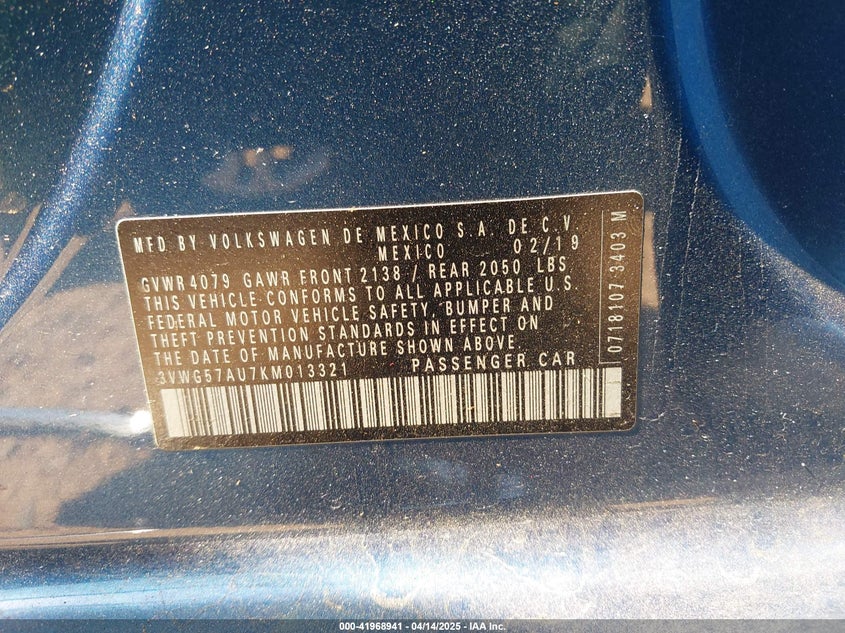 MFD BY VOLKSWAGEN DE MEXICO S.A. DE C.V.
MEXICO 02/19
GVWR 4079 GAWR FRONT 2138 / REAR 2050 LBS
THIS VEHICLE CONFORMS TO ALL APPLICABLE U.S.
FEDERAL MOTOR VEHICLE SAFETY, BUMPER AND
THEFT PREVENTION STANDARDS IN EFFECT ON
THE DATE OF MANUFACTURE SHOWN ABOVE.
3VWG57AU7KM013321 PASSENGER CAR
0718107 3403 M
000-41968941 - 04/14/2025 - IAA Inc.